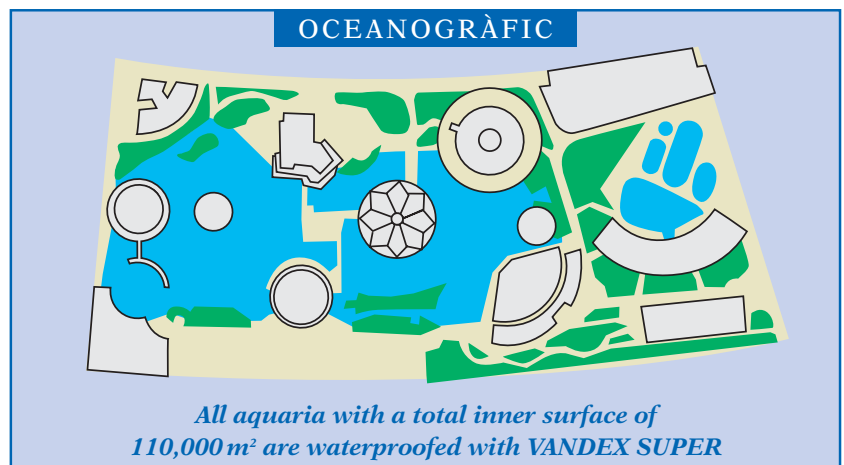 OCEANOGRÀFIC
All aquaria with a total inner surface of
110,000 m² are waterproofed with VANDEX SUPER